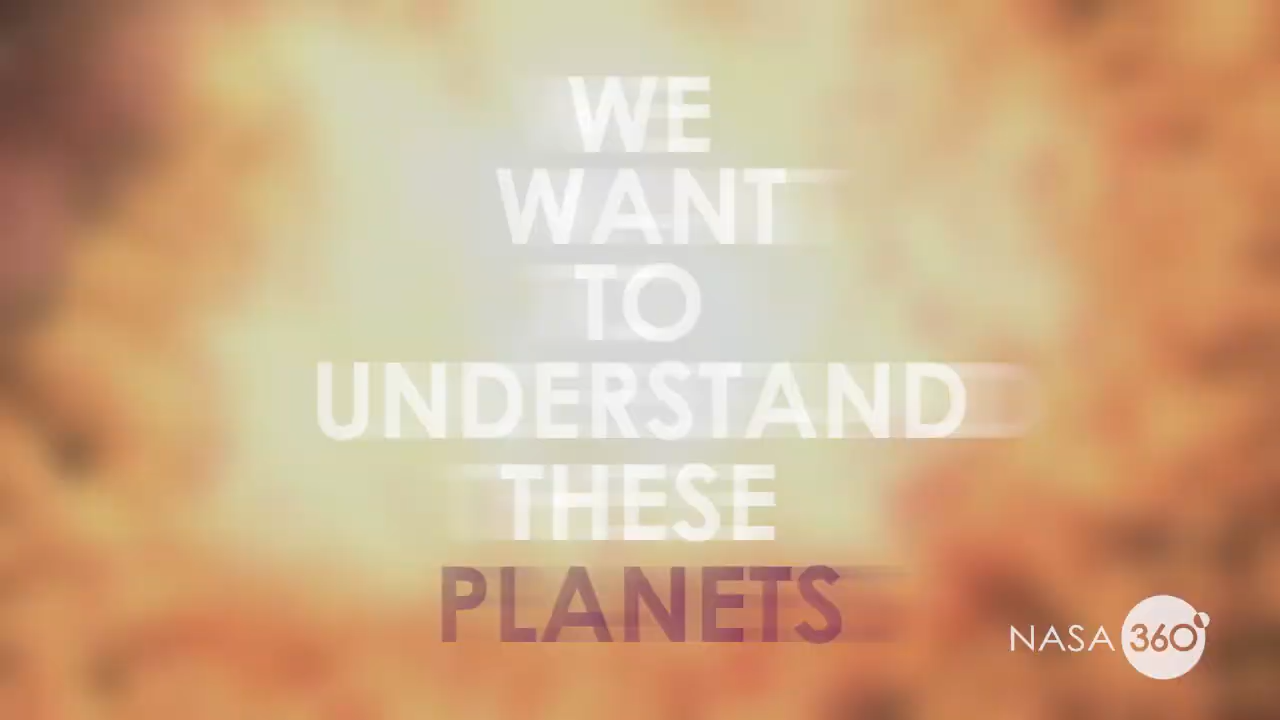 WE
WANT
TO
UNDERSTAND
THESE
PLANETS
NASA 360°